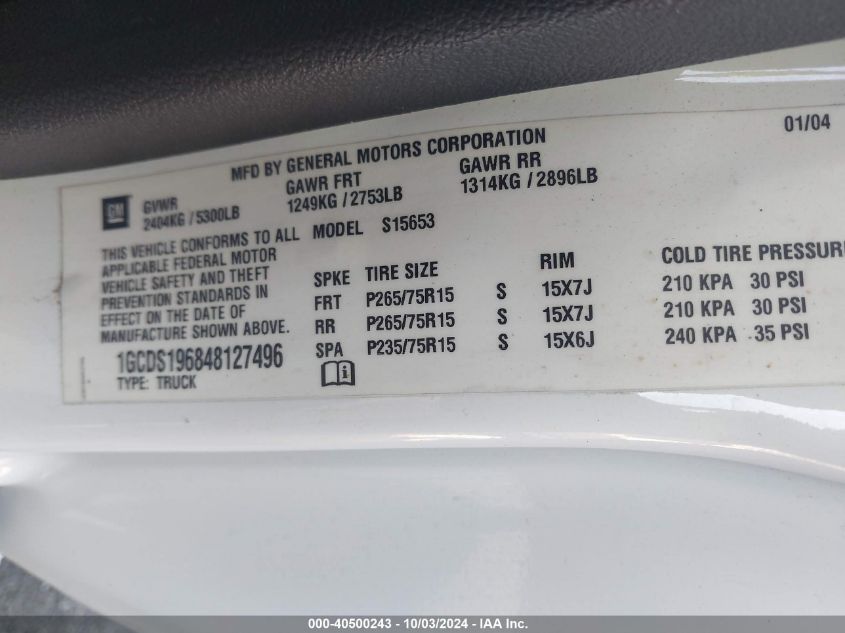 01/04
MFD BY GENERAL MOTORS CORPORATION
GM
GVWR GAWR FRT GAWR RR
2404KG / 5300LB 1249KG / 2753LB 1314KG / 2896LB
THIS VEHICLE CONFORMS TO ALL
APPLICABLE FEDERAL MOTOR
VEHICLE SAFETY AND THEFT
PREVENTION STANDARDS IN
EFFECT ON THE DATE OF
MANUFACTURE SHOWN ABOVE.
1GCDS196848127496
TYPE: TRUCK
MODEL S15653
SPKE TIRE SIZE RIM COLD TIRE PRESSURE
FRT P265/75R15 S 15X7J 210 KPA 30 PSI
RR P265/75R15 S 15X7J 210 KPA 30 PSI
SPA P235/75R15 S 15X6J 240 KPA 35 PSI
i
000-40500243 - 10/03/2024 - IAA Inc.